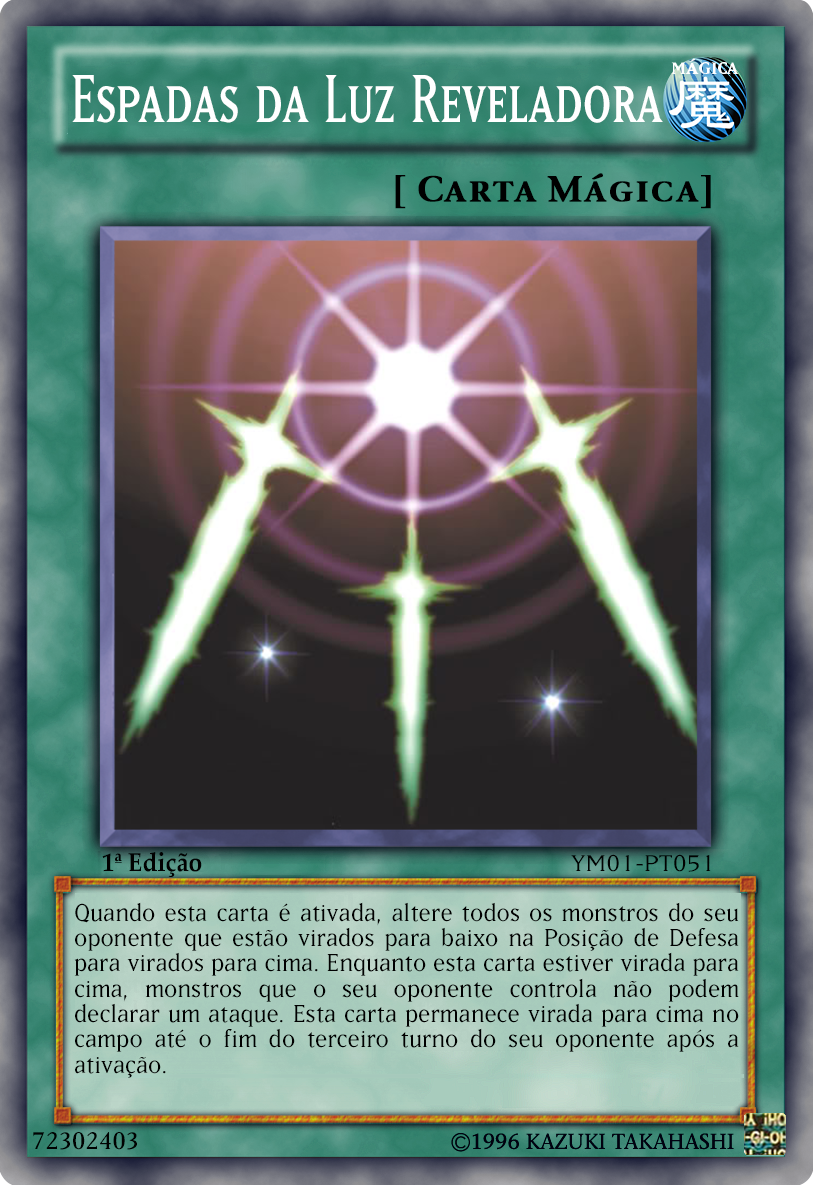 Espadas da Luz Reveladora
MÁGICA
魔
[ Carta Mágica]
1ª Edição
YM01-PT051
Quando esta carta é ativada, altere todos os monstros do seu
oponente que estão virados para baixo na Posição de Defesa
para virados para cima. Enquanto esta carta estiver virada para
cima, monstros que o seu oponente controla não podem
declarar um ataque. Esta carta permanece virada para cima no
campo até o fim do terceiro turno do seu oponente após a
ativação.
72302403
©1996 KAZUKI TAKAHASHI